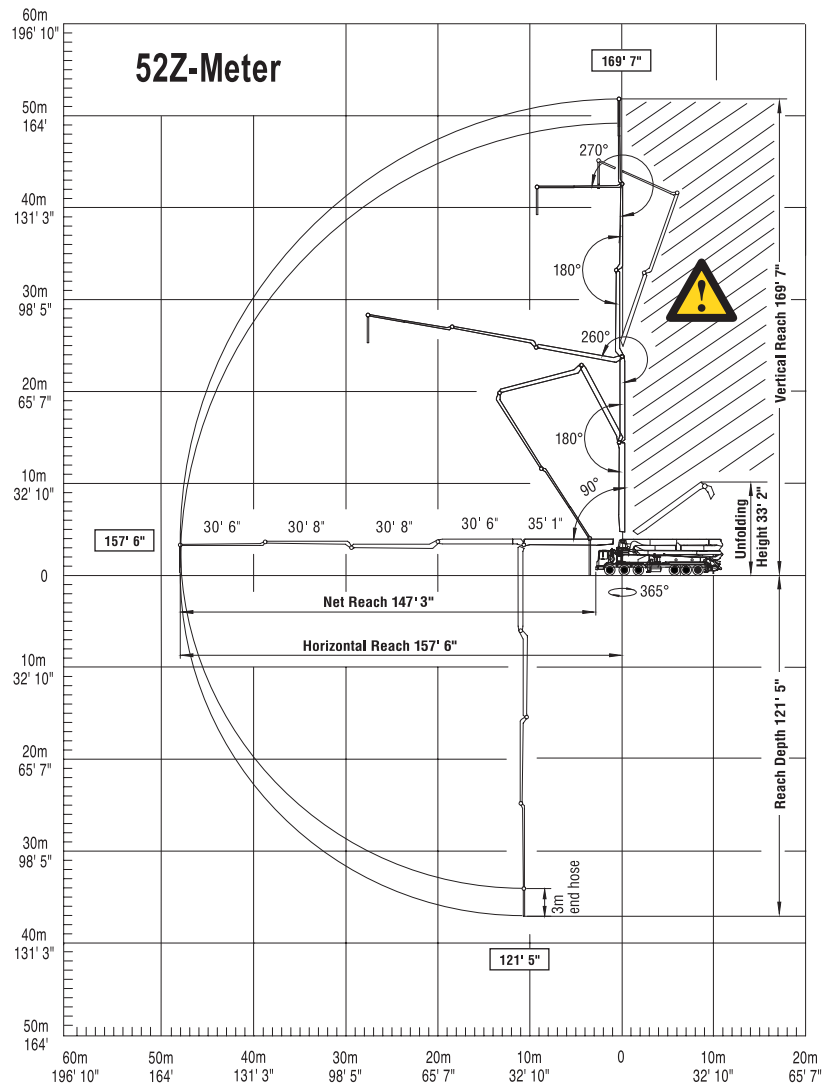 60m
196' 10"
52Z-Meter
169' 7"
50m
164'
270°
40m
131' 3"
180°
30m
98' 5"
260°
Vertical Reach 169' 7"
20m
65' 7"
180°
10m
32' 10"
90°
Unfolding
Height 33' 2"
30' 6" 30' 8" 30' 8" 30' 6" 35' 1"
157' 6"
0
Net Reach 147' 3"
365°
Horizontal Reach 157' 6"
10m
32' 10"
Reach Depth 121' 5"
20m
65' 7"
30m
98' 5"
3m
end hose
40m
131' 3"
121' 5"
50m
164'
60m 50m 40m 30m 20m 10m 0 10m 20m
196' 10" 164' 131' 3" 98' 5" 65' 7" 32' 10" 32' 10" 65' 7"